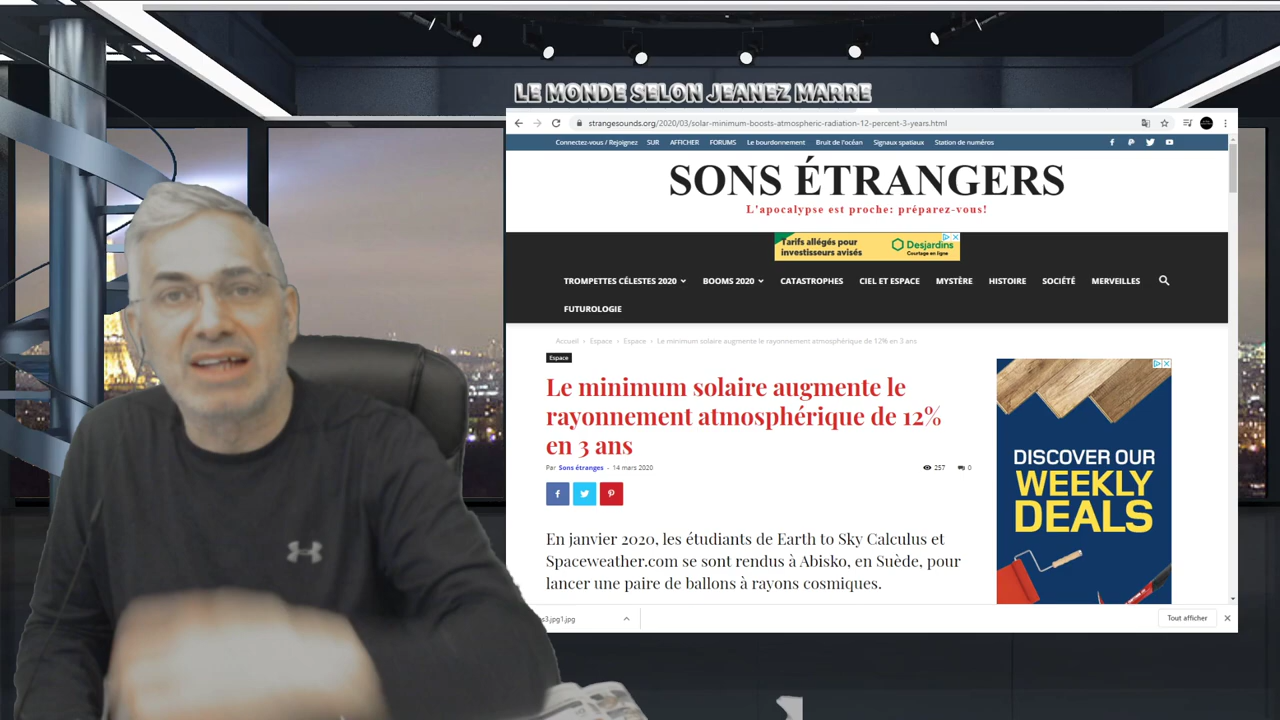 LE MONDE SELON JEANEZ MARRE
strangesounds.org/2020/03/solar-minimum-boosts-atmospheric-radiation-12-percent-3-years.html
Connectez-vous / Rejoignez SUR AFFICHER FORUMS Le bourdonnement Bruit de l'océan Signaux spatiaux Station de numéros
SONS ÉTRANGERS
L'apocalypse est proche: préparez-vous!
Tarifs allégés pour
investisseurs avisés
Desjardins
Courtage en ligne
TROMPETTES CÉLESTES 2020 BOOMS 2020 CATASTROPHES CIEL ET ESPACE MYSTÈRE HISTOIRE SOCIÉTÉ MERVEILLES
FUTUROLOGIE
Accueil › Espace › Espace › Le minimum solaire augmente le rayonnement atmosphérique de 12% en 3 ans
Espace
Le minimum solaire augmente le
rayonnement atmosphérique de 12%
en 3 ans
Par Sons étranges - 14 mars 2020 257 0
En janvier 2020, les étudiants de Earth to Sky Calculus et
Spaceweather.com se sont rendus à Abisko, en Suède, pour
lancer une paire de ballons à rayons cosmiques.
DISCOVER OUR
WEEKLY
DEALS
s3.jpg1.jpg
Tout afficher